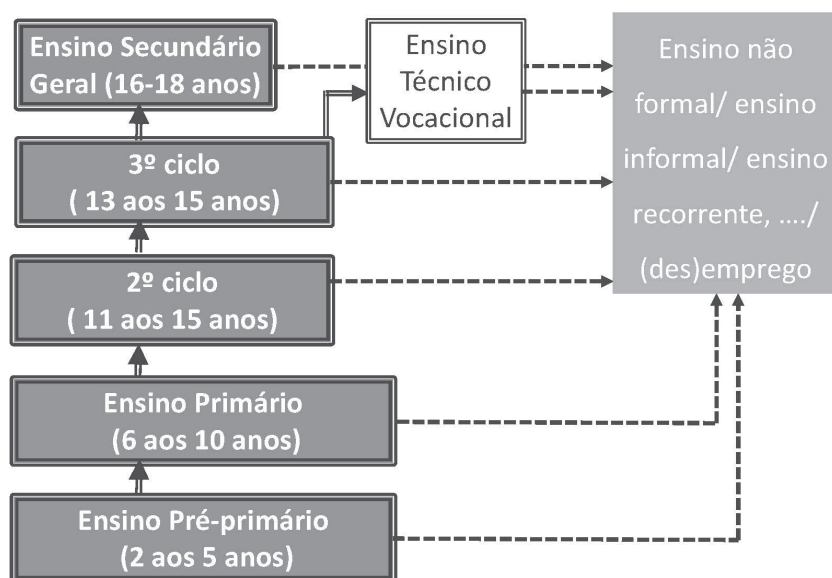 Ensino Secundário
Geral (16-18 anos)
Ensino
Técnico
Vocacional
Ensino não
formal/ ensino
informal/ ensino
recorrente, ..../
(des)emprego
3º ciclo
( 13 aos 15 anos)
2º ciclo
( 11 aos 15 anos)
Ensino Primário
(6 aos 10 anos)
Ensino Pré-primário
(2 aos 5 anos)